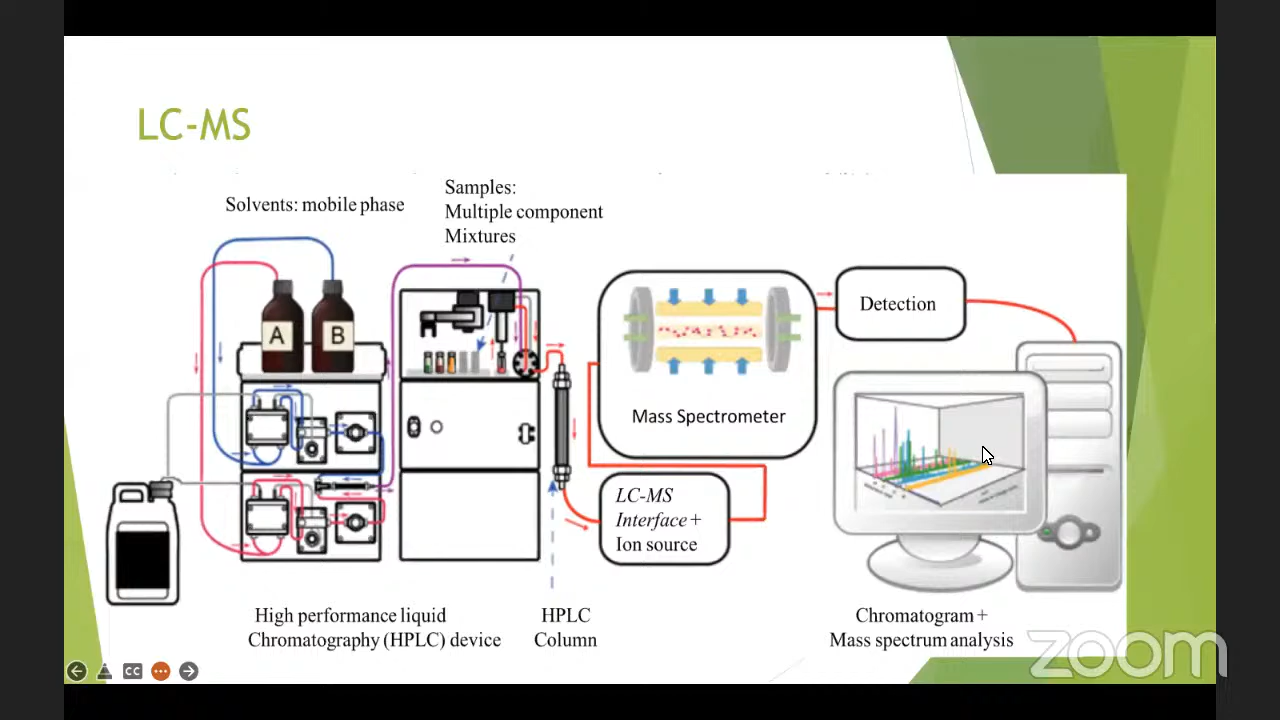 LC-MS
Solvents: mobile phase
Samples:
Multiple component
Mixtures
A
B
Detection
Mass Spectrometer
LC-MS
Interface +
Ion source
High performance liquid
Chromatography (HPLC) device
HPLC
Column
Chromatogram +
Mass spectrum analysis
CC
zoom